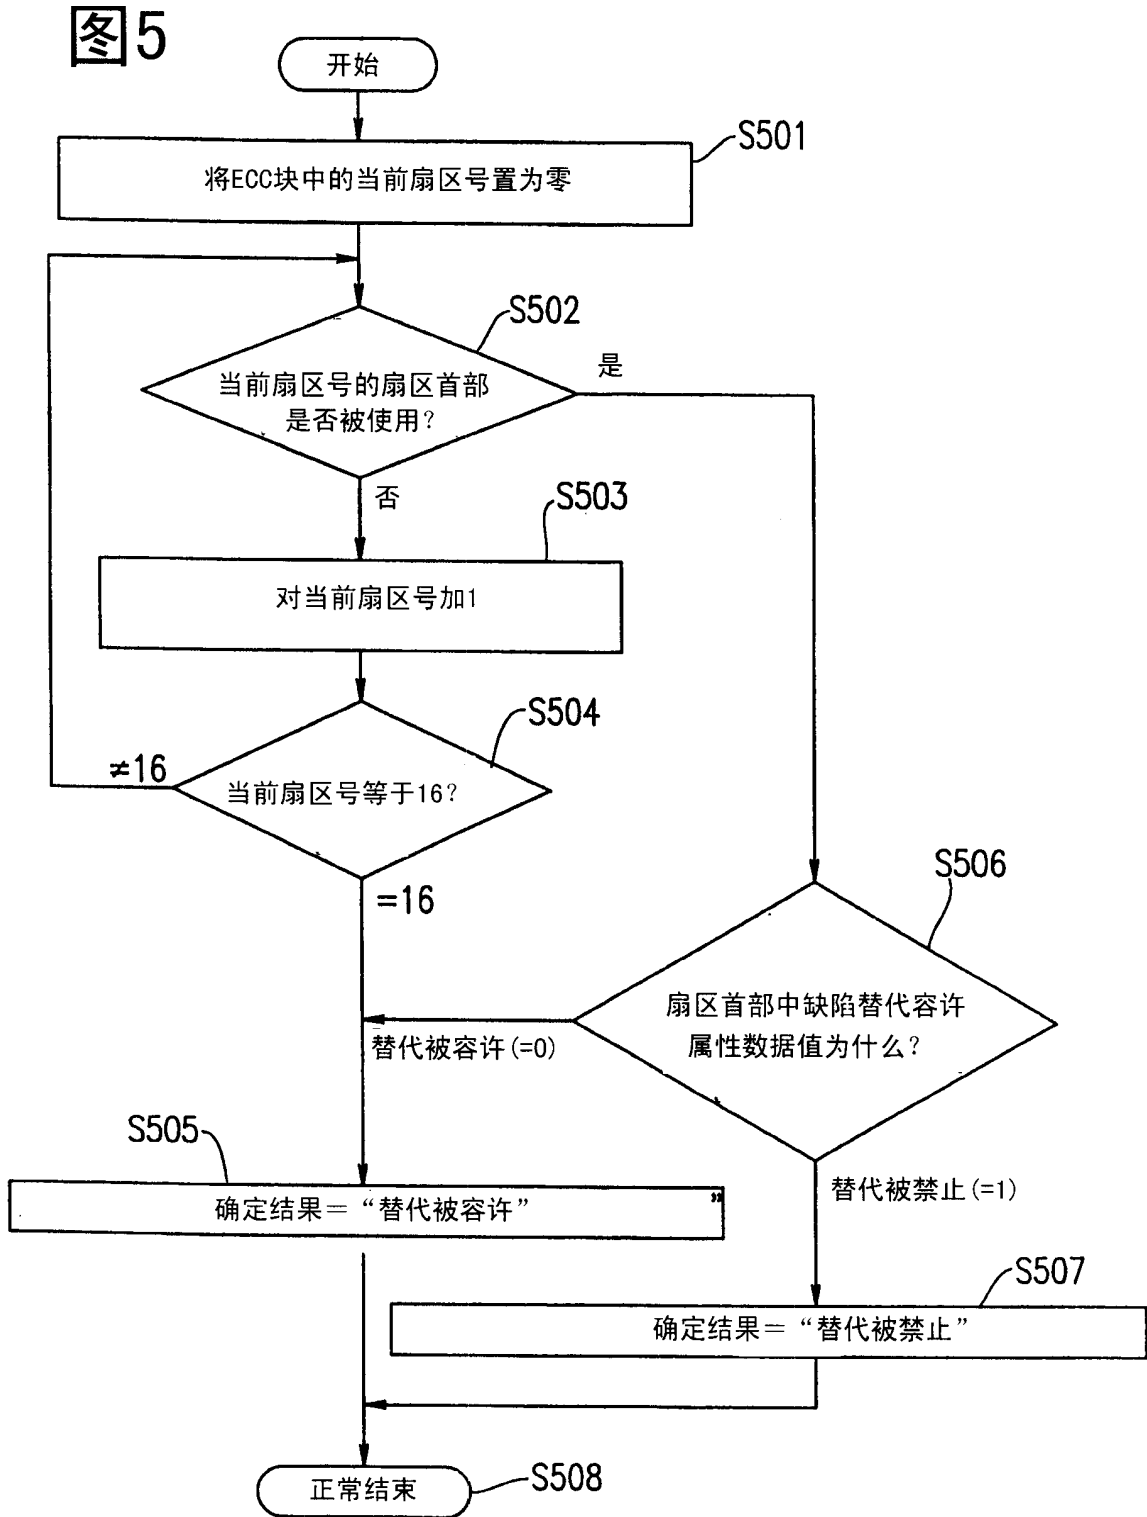 图5
开始
S501
将ECC块中的当前扇区号置为零
S502
当前扇区号的扇区首部
是否被使用?
是
否
S503
对当前扇区号加1
S504
当前扇区号等于16?
≠16
=16
S506
扇区首部中缺陷替代容许
属性数据值为什么?
替代被容许(=0)
S505
确定结果＝“替代被容许”
”
替代被禁止(=1)
S507
确定结果＝“替代被禁止”
正常结束
S508